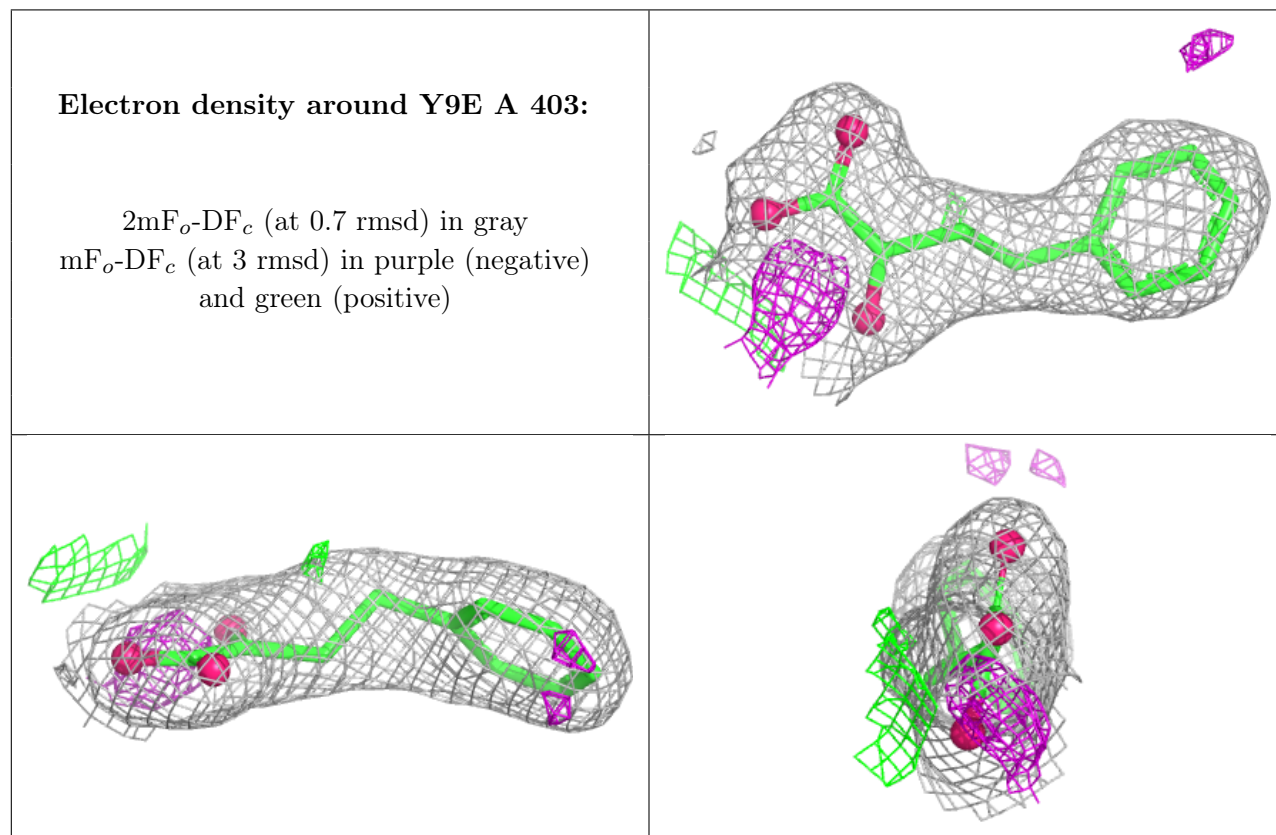 Electron density around Y9E A 403:
2mFo-DFc (at 0.7 rmsd) in gray
mFo-DFc (at 3 rmsd) in purple (negative)
and green (positive)